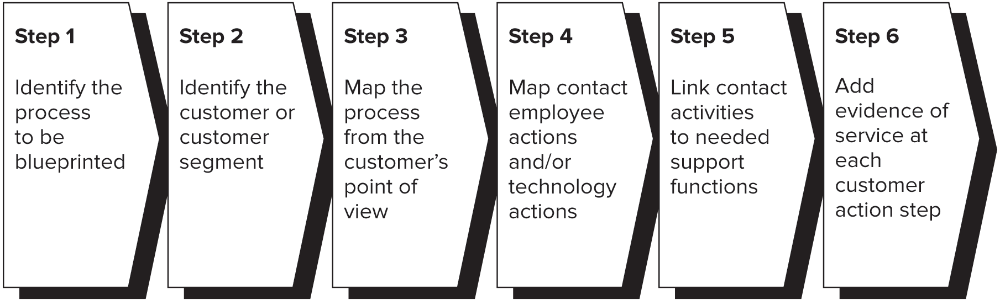 Step 1
Identify the
process
to be
blueprinted
Step 2
Identify the
customer or
customer
segment
Step 3
Map the
process
from the
customer’s
point of
view
Step 4
Map contact
employee
actions
and/or
technology
actions
Step 5
Link contact
activities
to needed
support
functions
Step 6
Add
evidence of
service at
each
customer
action step